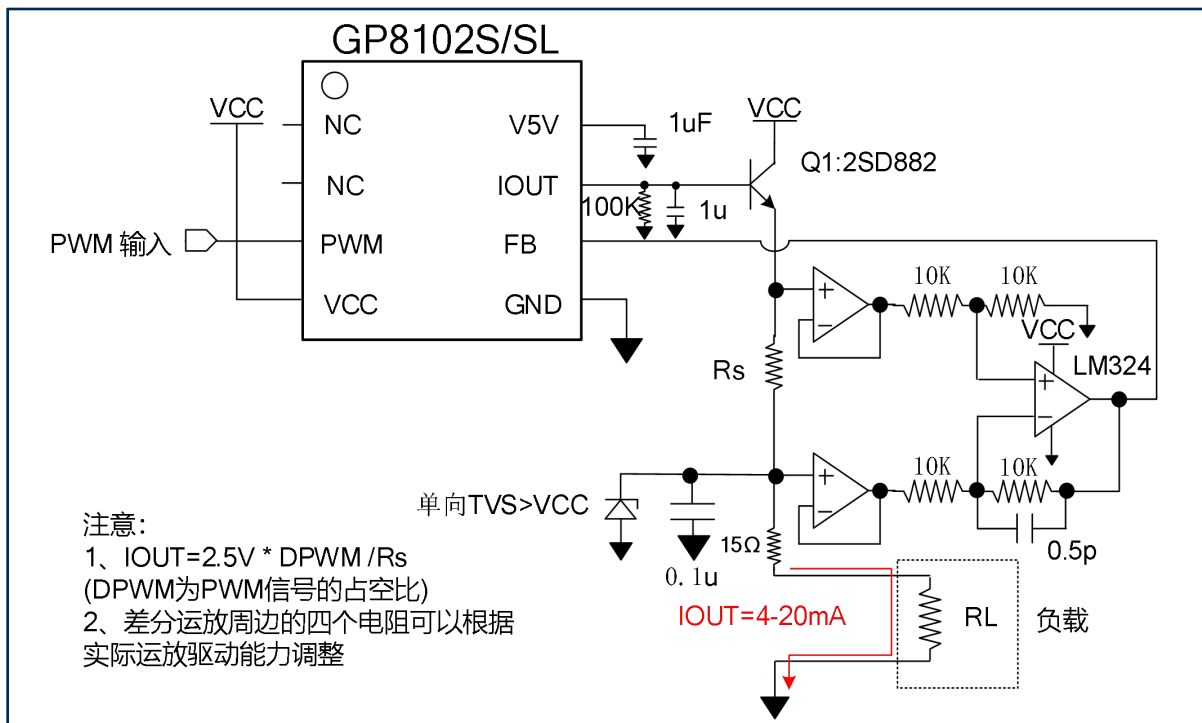 GP8102S/SL
VCC
NC
V5V
1uF
VCC
Q1:2SD882
NC
IOUT
100K
1u
PWM 输入
PWM
FB
VCC
GND
10K
10K
VCC
LM324
Rs
10K
10K
单向TVS>VCC
0.1u
15Ω
0.5p
IOUT=4-20mA
RL
负载
注意：
1、IOUT=2.5V * DPWM /Rs
(DPWM为PWM信号的占空比)
2、差分运放周边的四个电阻可以根据
实际运放驱动能力调整